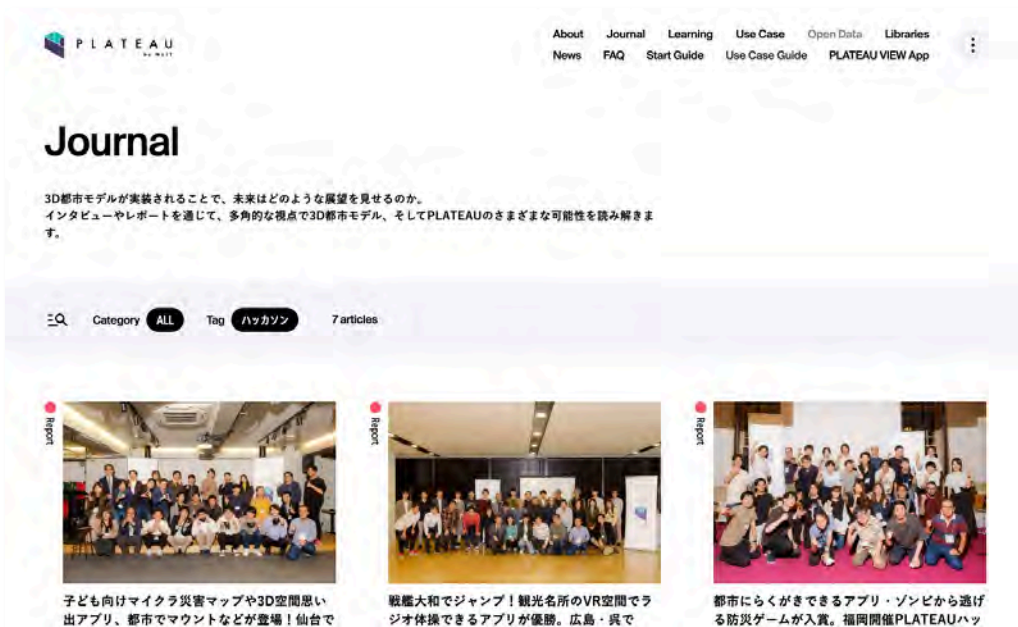 PLATEAU
by MLIT
About Journal Learning Use Case Open Data Libraries
News FAQ Start Guide Use Case Guide PLATEAU VIEW App
Journal
3D都市モデルが実装されることで、未来はどのような展望を見せるのか。
インタビューやレポートを通じて、多角的な視点で3D都市モデル、そしてPLATEAUのさまざまな可能性を読み解きま
す。
Category ALL Tag ハッカソン 7 articles
Report
Report
Report
子ども向けマイクラ災害マップや3D空間思い
出アプリ、都市でマウントなどが登場！仙台で
戦艦大和でジャンプ！観光名所のVR空間でラ
ジオ体操できるアプリが優勝。広島・呉で
都市にらくがきできるアプリ・ゾンビから逃げ
る防災ゲームが入賞。福岡開催PLATEAUハッ